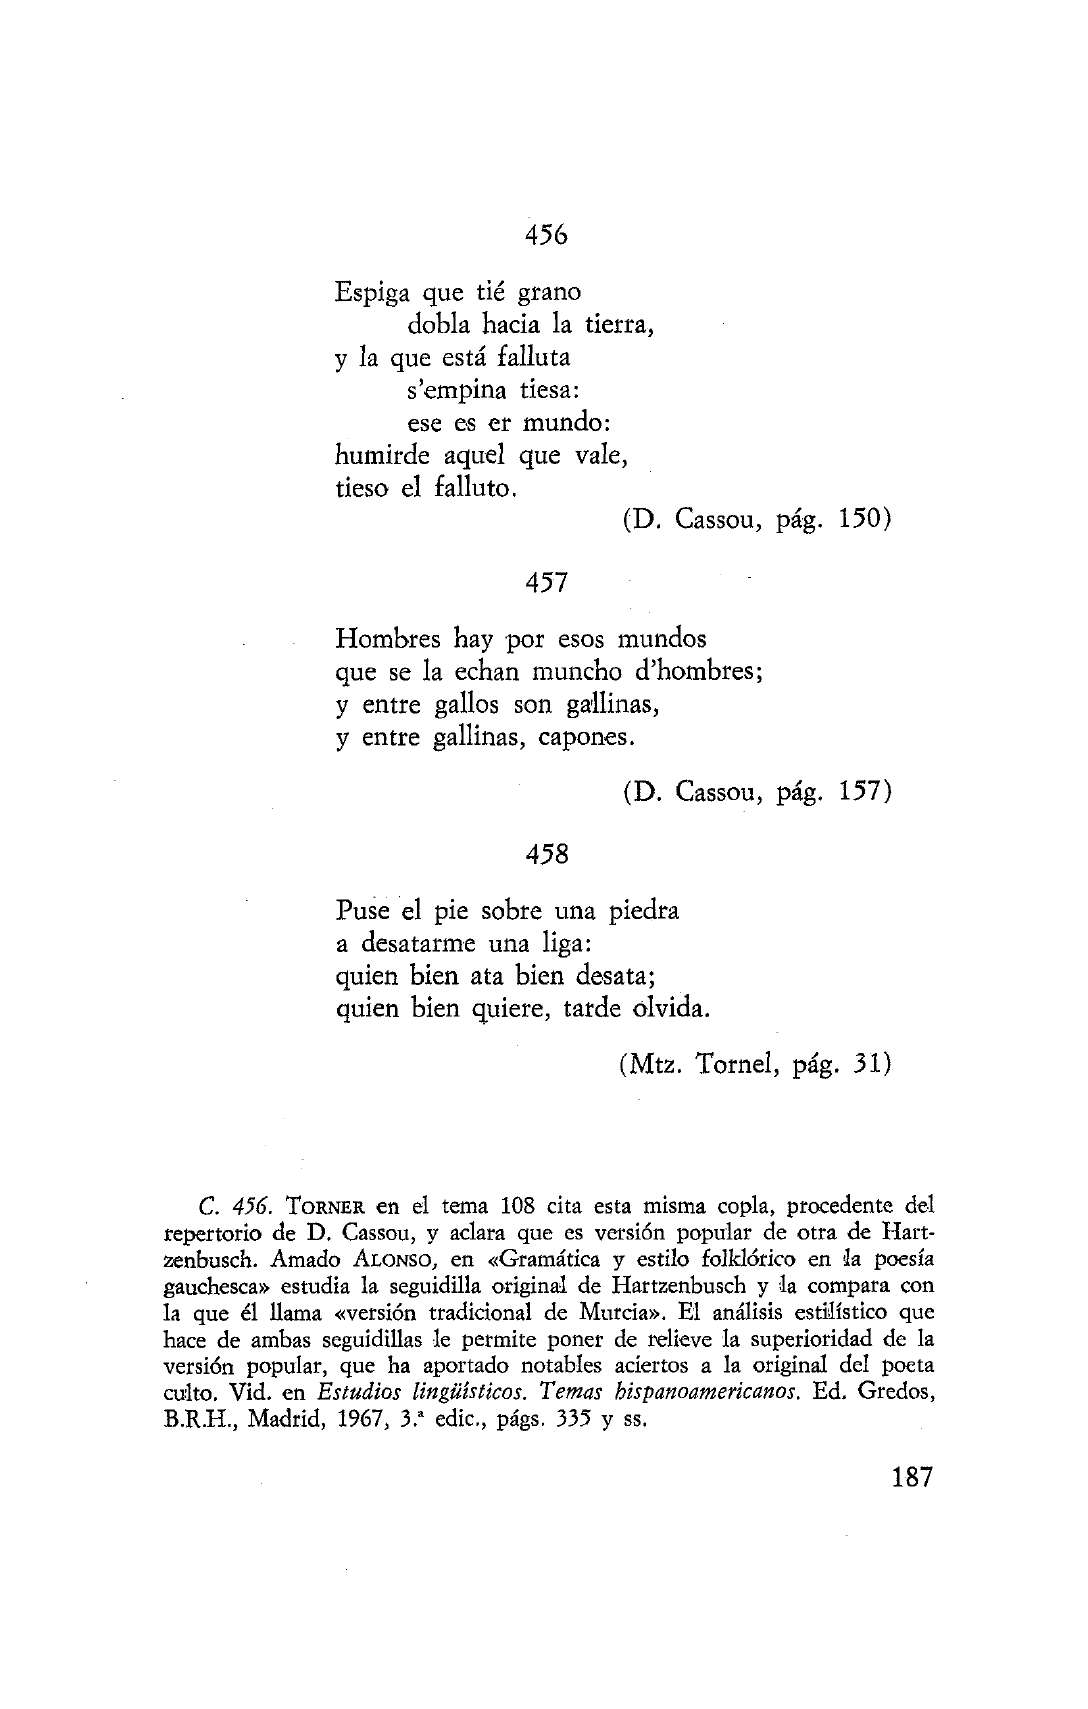 456
Espiga que tié grano
dobla hacia la tierra,
y la que está falluta
s'empina tiesa:
ese es er mundo:
humirde aquel que vale,
tieso el falluto.
(D. Cassou, pág. 150)
457
Hombres hay por esos mundos
que se la echan muncho d'hombres;
y entre gallos son gallinas,
y entre gallinas, capones.
(D. Cassou, pág. 157)
458
Puse el pie sobre una piedra
a desatarme una liga:
quien bien ata bien desata;
quien bien quiere, tarde olvida.
(Mtz. Tornel, pág. 31)
C. 456. TORNER en el tema 108 cita esta misma copla, procedente del
repertorio de D. Cassou, y aclara que es versión popular de otra de Hart-
zenbusch. Amado ALONSO, en «Gramática y estilo folklórico en la poesía
gauchesca» estudia la seguidilla original de Hartzenbusch y la compara con
la que él llama «versión tradicional de Murcia». El análisis estilístico que
hace de ambas seguidillas le permite poner de relieve la superioridad de la
versión popular, que ha aportado notables aciertos a la original del poeta
culto. Vid. en Estudios lingüísticos. Temas hispanoamericanos. Ed. Gredos,
B.R.H., Madrid, 1967, 3.ª edic., págs. 335 y ss.
187